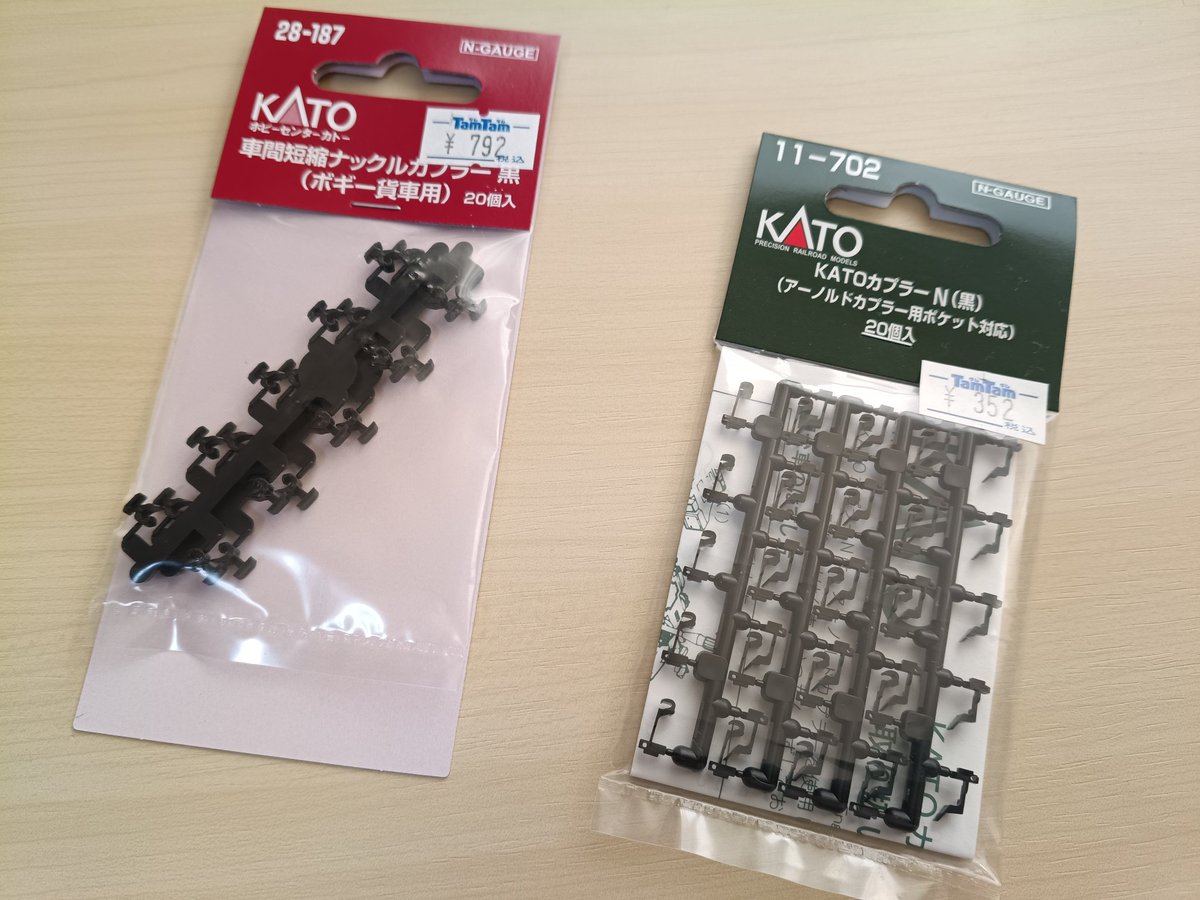 28-187
N-GAUGE
KATO
ホビーセンターカトー
TamTam
¥ 792
税込
車間短縮ナックルカプラー 黒
(ボギー貨車用) 20個入
11-702
N-GAUGE
KATO
PRECISION RAILROAD MODELS
KATOカプラー N(黒)
(アーノルドカプラー用ポケット対応)
20個入
TamTam
¥ 352
税込